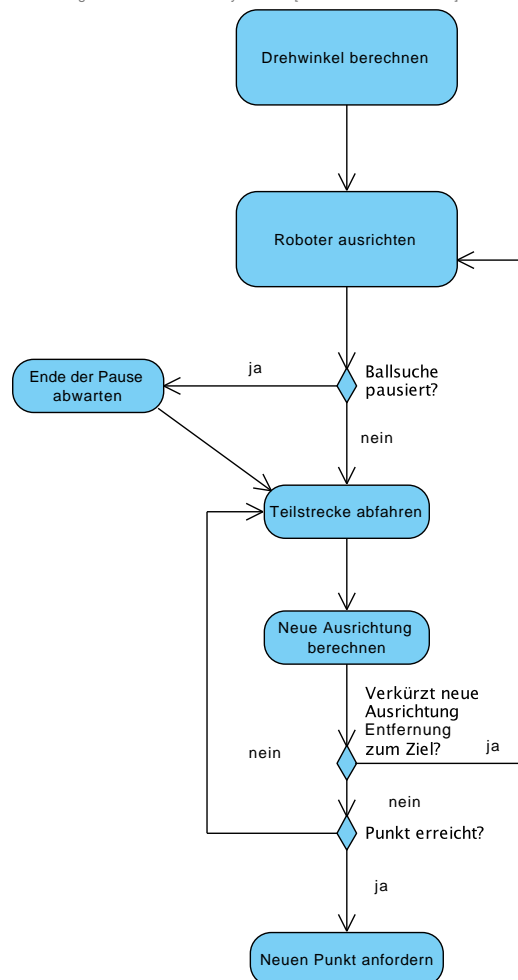 Drehwinkel berechnen
Roboter ausrichten
ja
Ballsuche
pausiert?
Ende der Pause
abwarten
nein
Teilstrecke abfahren
Neue Ausrichtung
berechnen
Verkürzt neue
Ausrichtung
Entfernung
zum Ziel?
ja
nein
nein
Punkt erreicht?
ja
Neuen Punkt anfordern